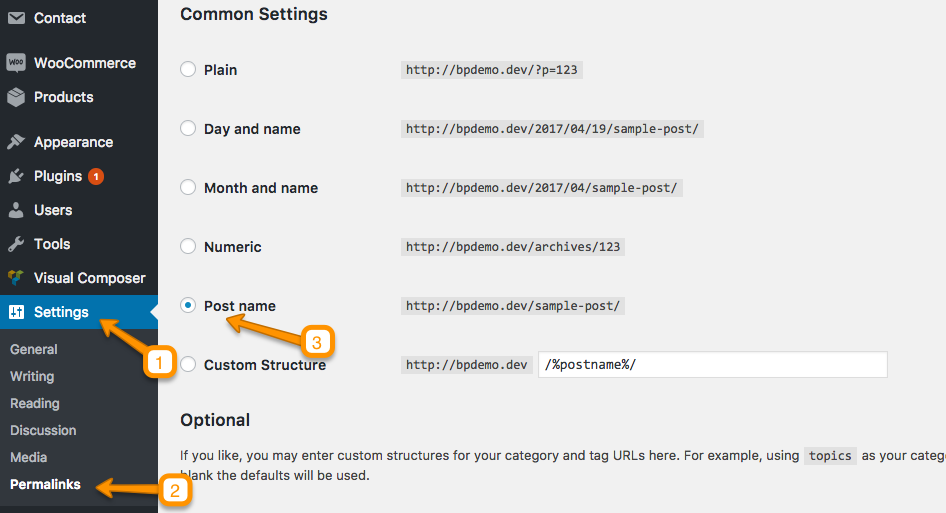 Contact
WOO
WooCommerce
Products
Appearance
Plugins 1
Users
Tools
Visual Composer
Settings
1
General
Writing
Reading
Discussion
Media
Permalinks
2
Common Settings
Plain http://bpdemo.dev/?p=123
Day and name http://bpdemo.dev/2017/04/19/sample-post/
Month and name http://bpdemo.dev/2017/04/sample-post/
Numeric http://bpdemo.dev/archives/123
Post name http://bpdemo.dev/sample-post/
3
Custom Structure http://bpdemo.dev /%postname%/
Optional
If you like, you may enter custom structures for your category and tag URLs here. For example, using topics as your categ
blank the defaults will be used.